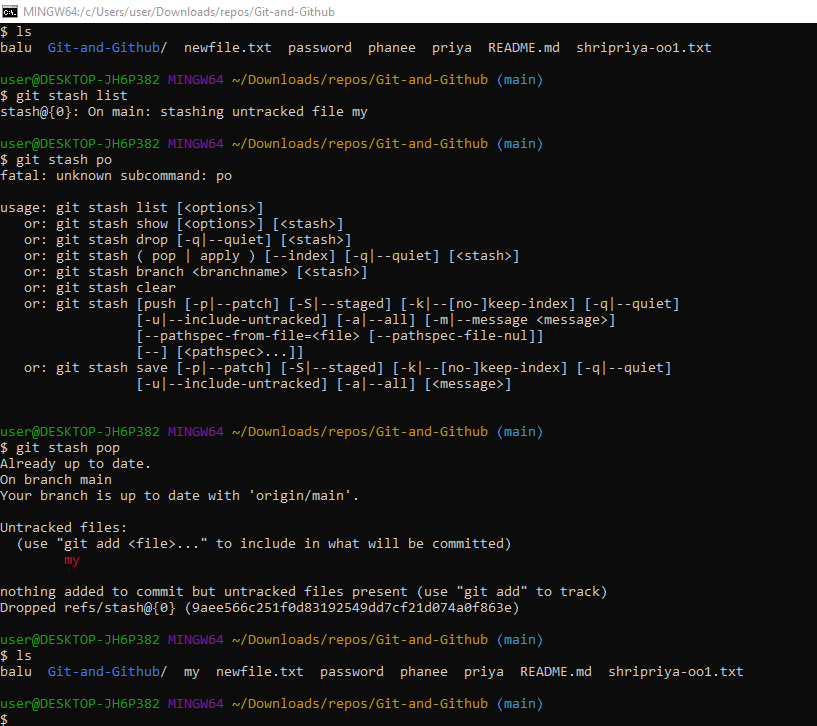 MINGW64:/c/Users/user/Downloads/repos/Git-and-Github
$ ls
balu  Git-and-Github/  newfile.txt  password  phanee  priya  README.md  shripriya-oo1.txt
user@DESKTOP-JH6P382 MINGW64 ~/Downloads/repos/Git-and-Github (main)
$ git stash list
stash@{0}: On main: stashing untracked file my
user@DESKTOP-JH6P382 MINGW64 ~/Downloads/repos/Git-and-Github (main)
$ git stash po
fatal: unknown subcommand: po
usage: git stash list [<options>]
   or: git stash show [<options>] [<stash>]
   or: git stash drop [-q|--quiet] [<stash>]
   or: git stash ( pop | apply ) [--index] [-q|--quiet] [<stash>]
   or: git stash branch <branchname> [<stash>]
   or: git stash clear
   or: git stash [push [-p|--patch] [-S|--staged] [-k|--[no-]keep-index] [-q|--quiet]
                 [-u|--include-untracked] [-a|--all] [-m|--message <message>]
                 [--pathspec-from-file=<file> [--pathspec-file-nul]]
                 [--] [<pathspec>...]]
   or: git stash save [-p|--patch] [-S|--staged] [-k|--[no-]keep-index] [-q|--quiet]
                 [-u|--include-untracked] [-a|--all] [<message>]
user@DESKTOP-JH6P382 MINGW64 ~/Downloads/repos/Git-and-Github (main)
$ git stash pop
Already up to date.
On branch main
Your branch is up to date with 'origin/main'.
Untracked files:
  (use "git add <file>..." to include in what will be committed)
        my
nothing added to commit but untracked files present (use "git add" to track)
Dropped refs/stash@{0} (9aee566c251f0d83192549dd7cf21d074a0f863e)
user@DESKTOP-JH6P382 MINGW64 ~/Downloads/repos/Git-and-Github (main)
$ ls
balu  Git-and-Github/  my  newfile.txt  password  phanee  priya  README.md  shripriya-oo1.txt
user@DESKTOP-JH6P382 MINGW64 ~/Downloads/repos/Git-and-Github (main)
$